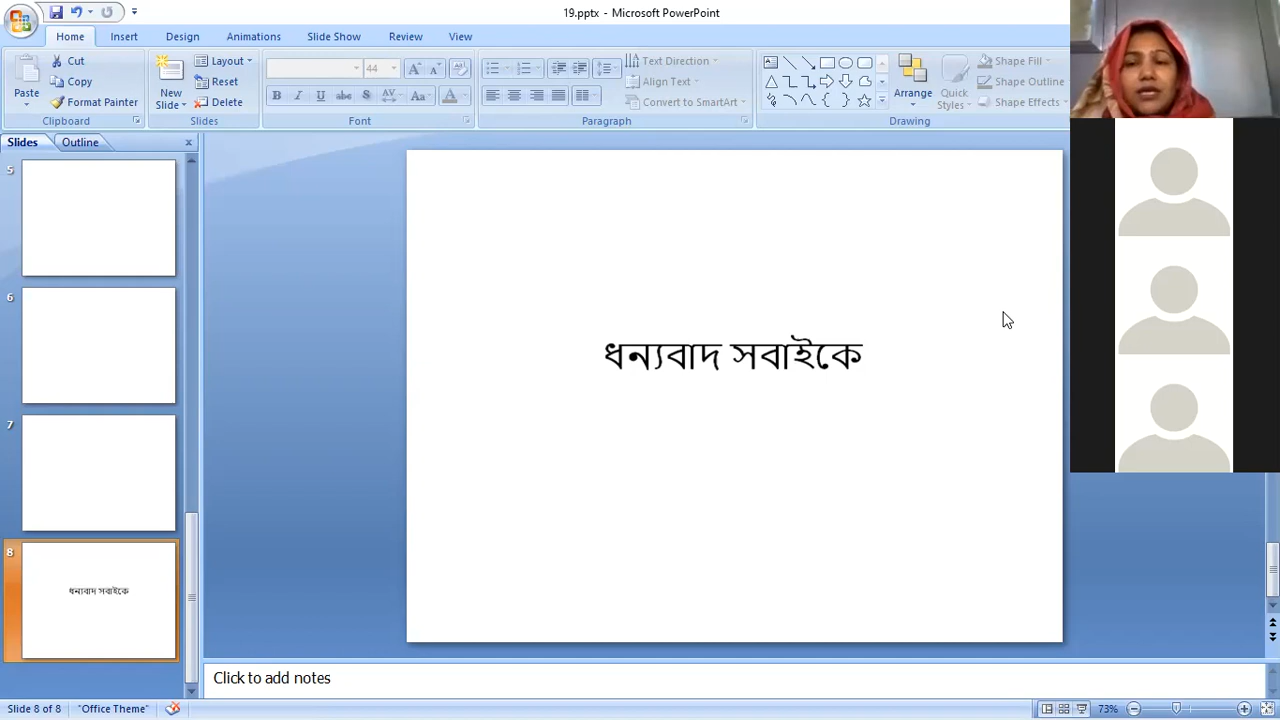 19.pptx - Microsoft PowerPoint
Home Insert Design Animations Slide Show Review View
Paste
Cut
Copy
Format Painter
Clipboard
New Slide
Layout
Reset
Delete
Slides
44
B I U abc S AV Aa A
Font
Text Direction
Align Text
Convert to SmartArt
Paragraph
Arrange
Quick Styles
Shape Fill
Shape Outline
Shape Effects
Drawing
Slides Outline
5
6
7
8
ধন্যবাদ সবাইকে
ধন্যবাদ সবাইকে
Click to add notes
Slide 8 of 8 "Office Theme" 73%